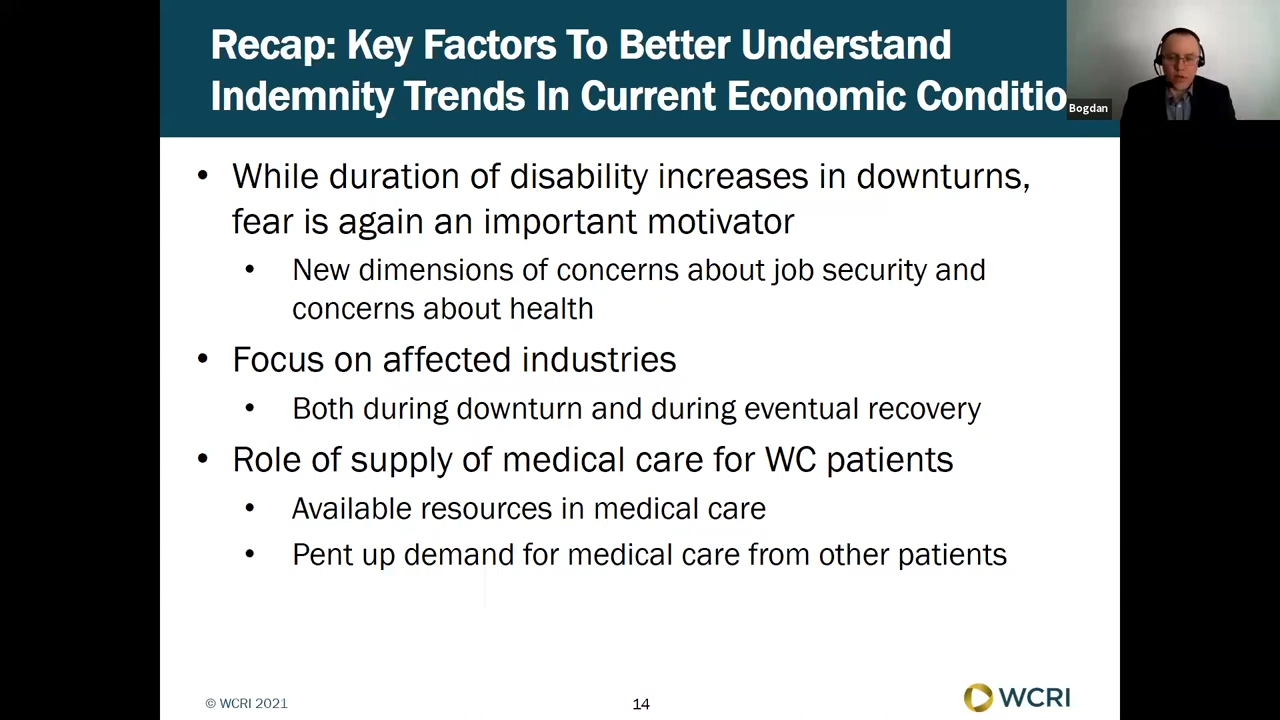 Recap: Key Factors To Better Understand
Indemnity Trends In Current Economic Conditio
Bogdan
• While duration of disability increases in downturns,
fear is again an important motivator
• New dimensions of concerns about job security and
concerns about health
• Focus on affected industries
• Both during downturn and during eventual recovery
• Role of supply of medical care for WC patients
• Available resources in medical care
• Pent up demand for medical care from other patients
© WCRI 2021
14
WCRI